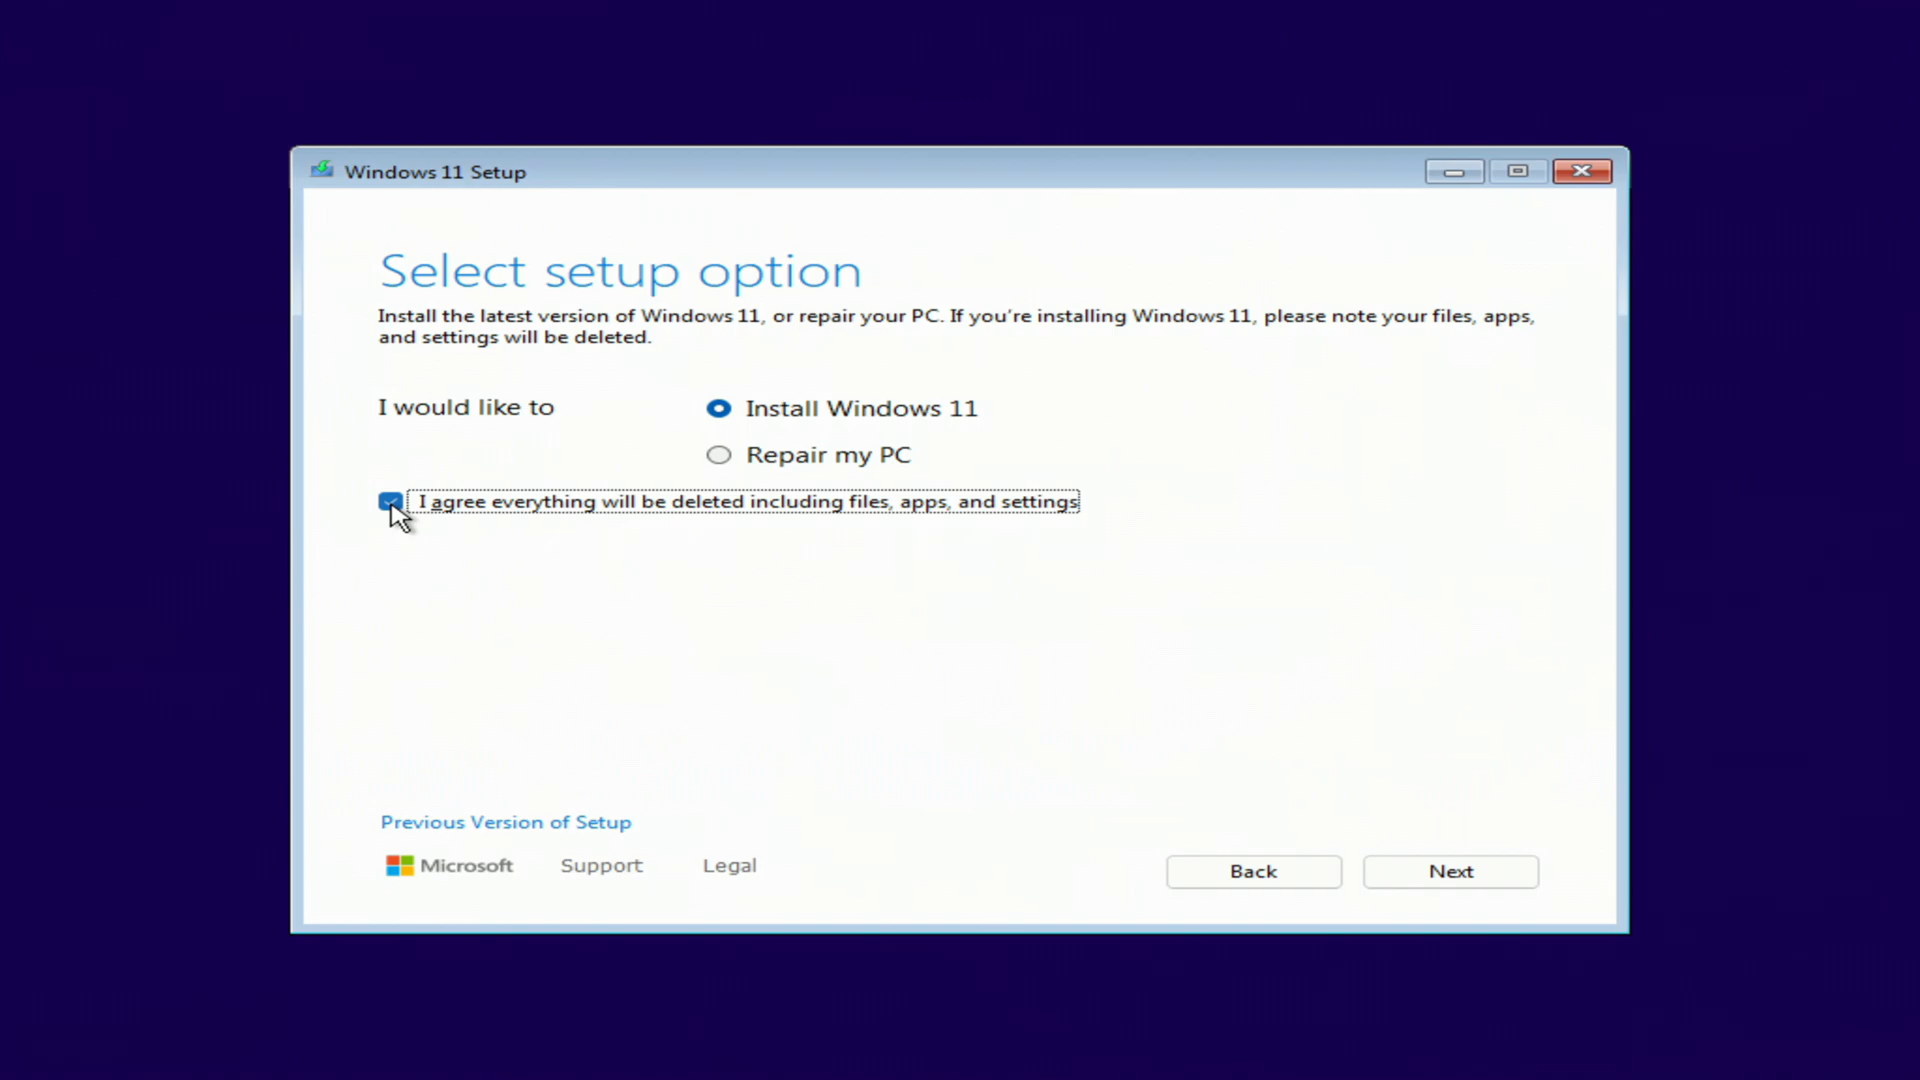 Windows 11 Setup
Select setup option
Install the latest version of Windows 11, or repair your PC. If you're installing Windows 11, please note your files, apps,
and settings will be deleted.
I would like to
Install Windows 11
Repair my PC
I agree everything will be deleted including files, apps, and settings
Previous Version of Setup
Microsoft Support Legal
Back Next